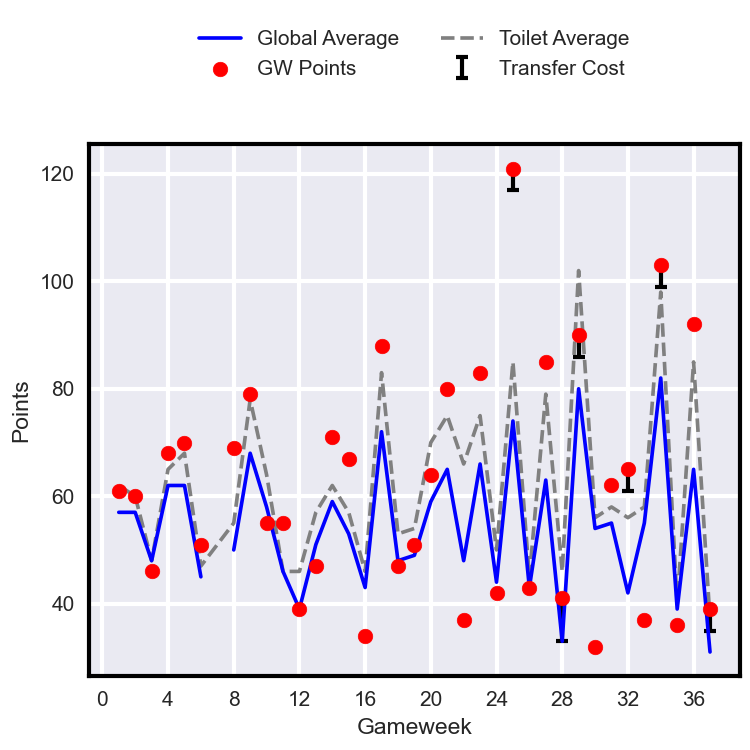 Global Average
GW Points
Toilet Average
Transfer Cost
Points
120
100
80
60
40
0 4 8 12 16 20 24 28 32 36
Gameweek